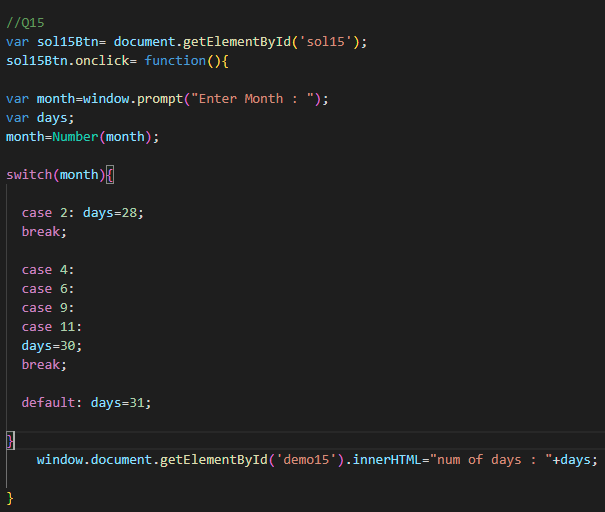 //Q15
var sol15Btn= document.getElementById('sol15');
sol15Btn.onclick= function(){
var month=window.prompt("Enter Month : ");
var days;
month=Number(month);
switch(month){
case 2: days=28;
break;
case 4:
case 6:
case 9:
case 11:
days=30;
break;
default: days=31;
}
window.document.getElementById('demo15').innerHTML="num of days : "+days;
}